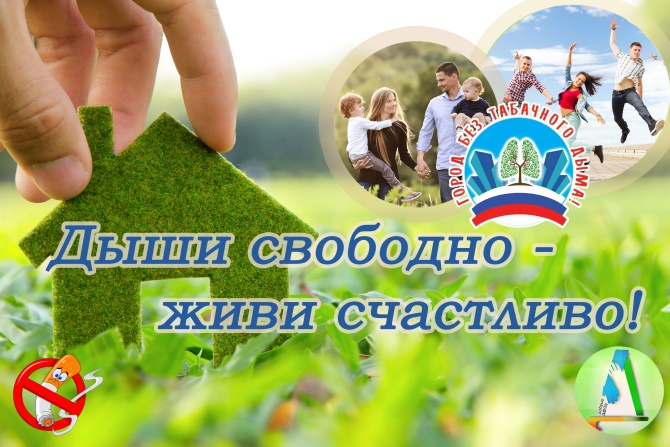 ГОРОД БЕЗ ТАБАЧНОГО ДЫМА!
Дыши свободно -
живи счастливо!